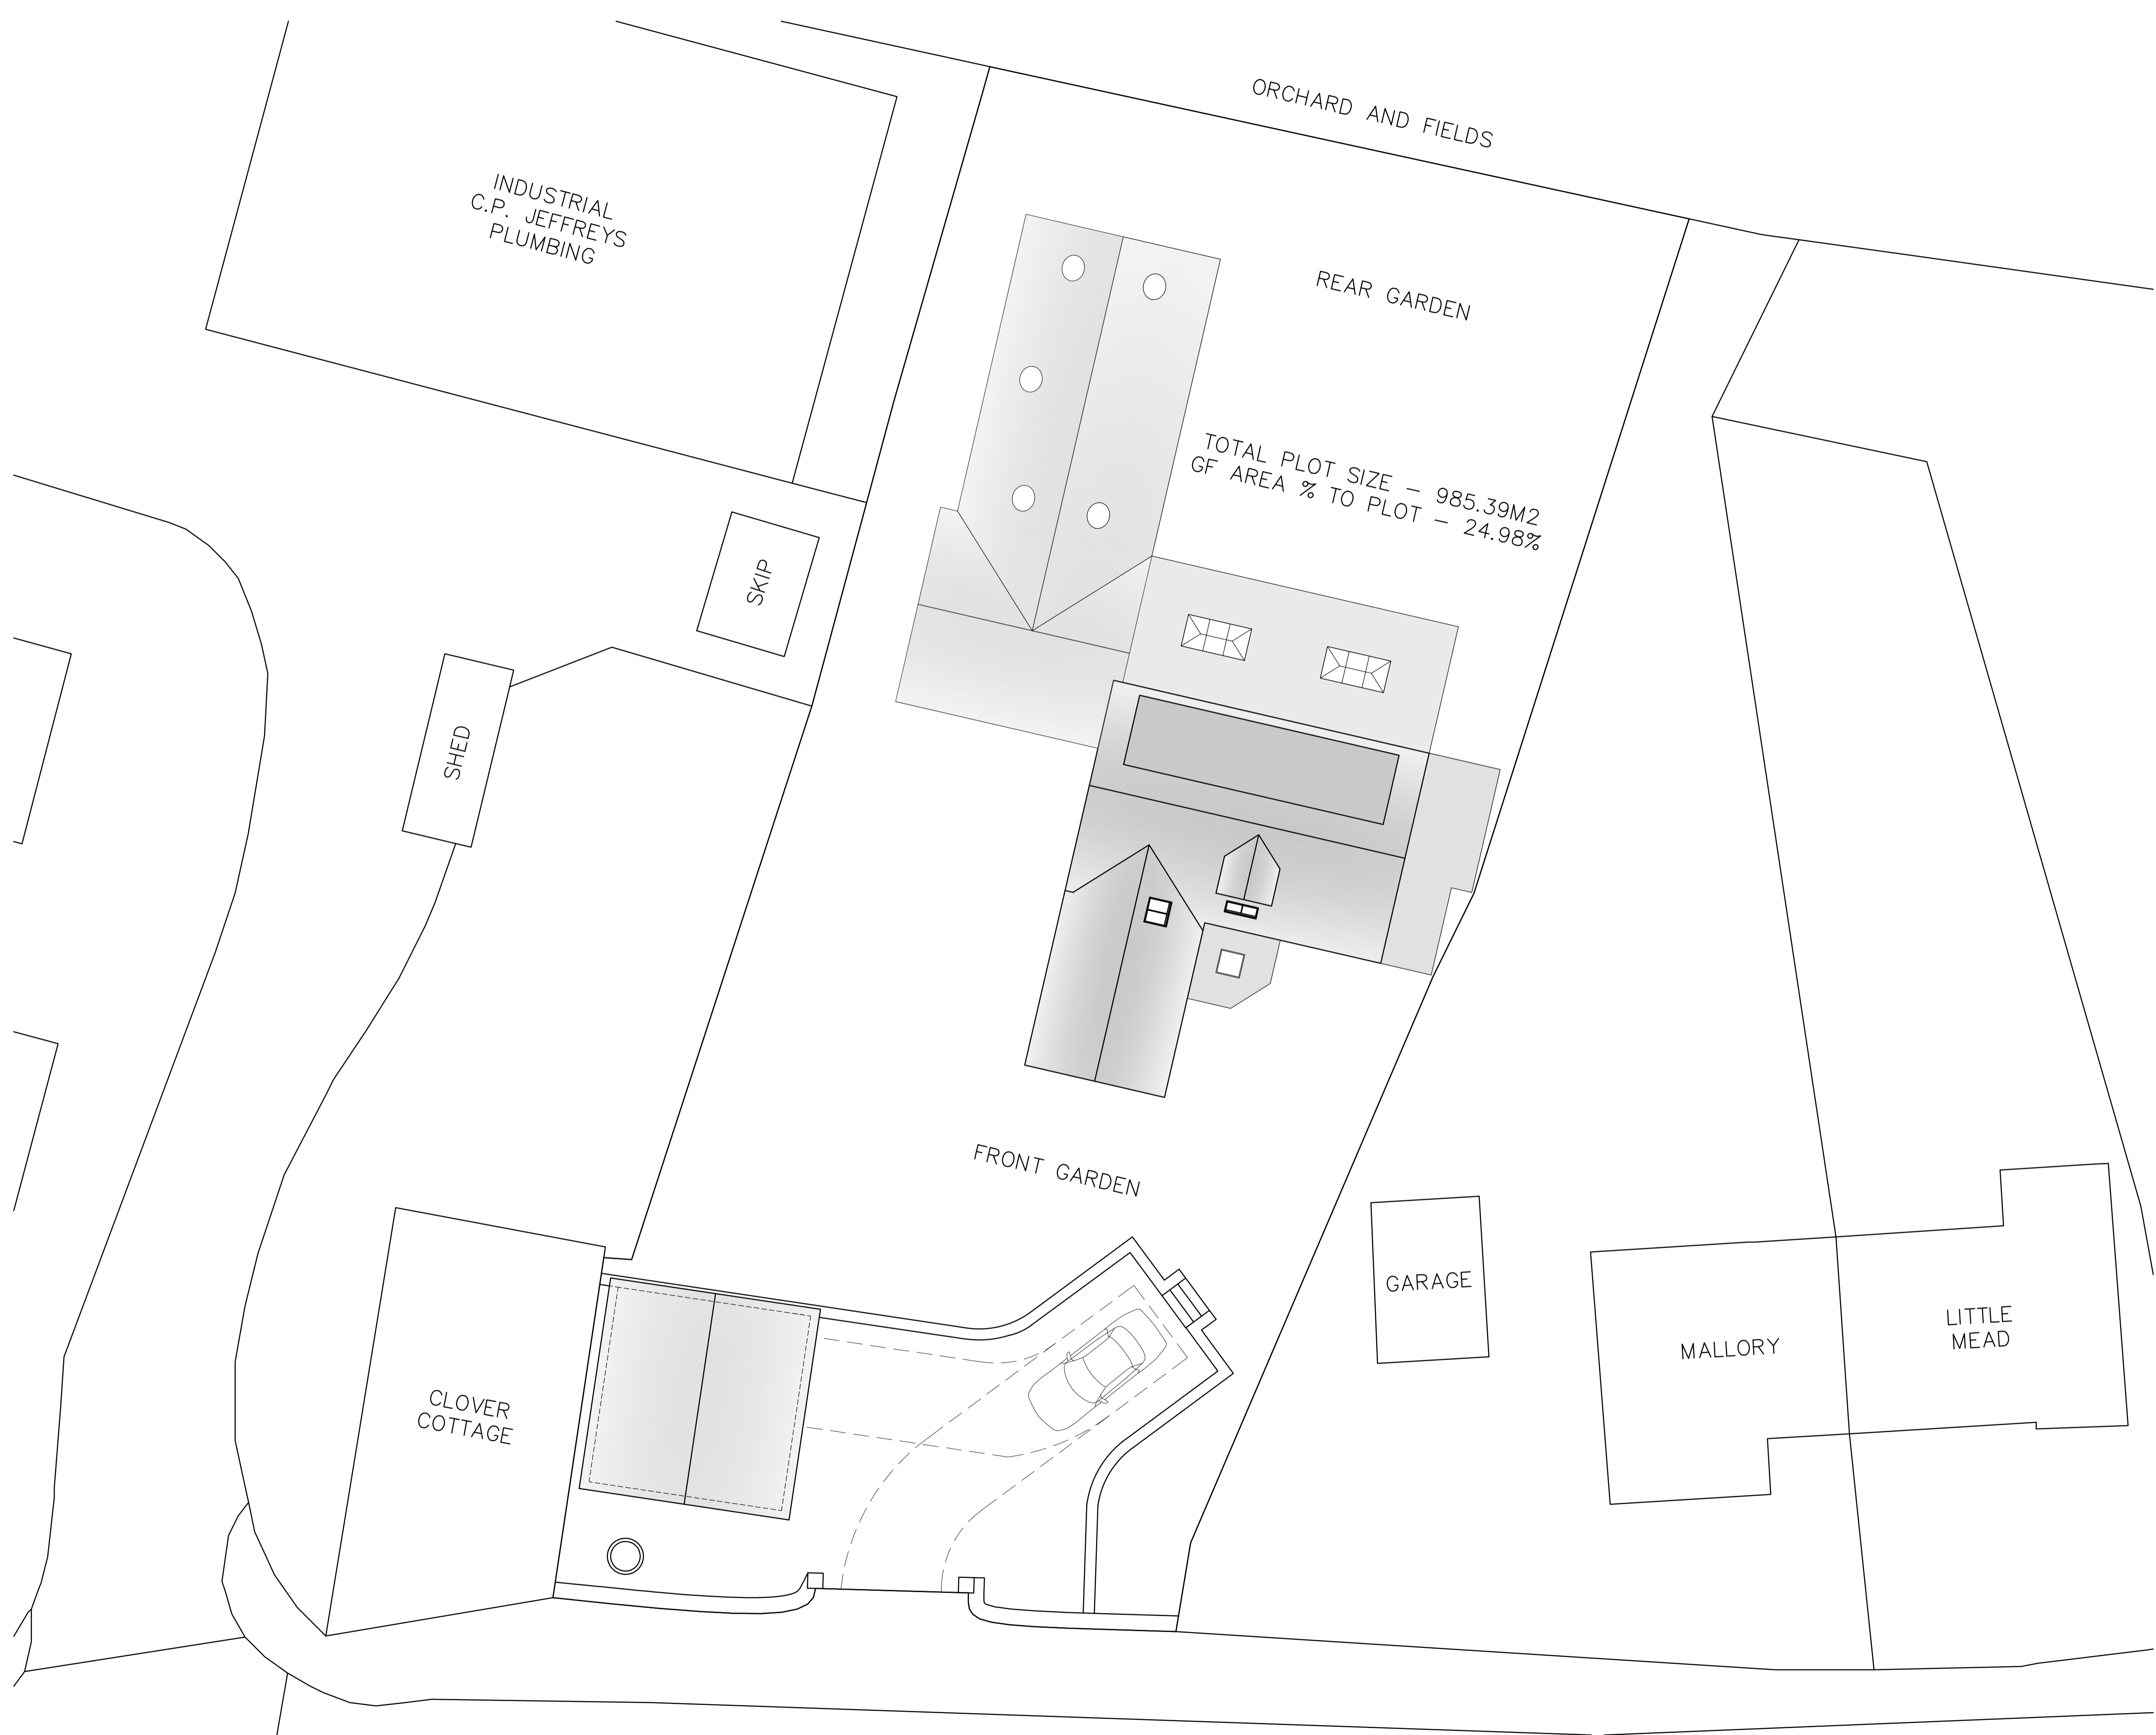 ORCHARD AND FIELDS
INDUSTRIAL
C.P. JEFFREYS
PLUMBING
REAR GARDEN
TOTAL PLOT SIZE – 985.39M2
GF AREA % TO PLOT – 24.98%
SKIP
SHED
FRONT GARDEN
GARAGE
MALLORY
LITTLE
MEAD
CLOVER
COTTAGE